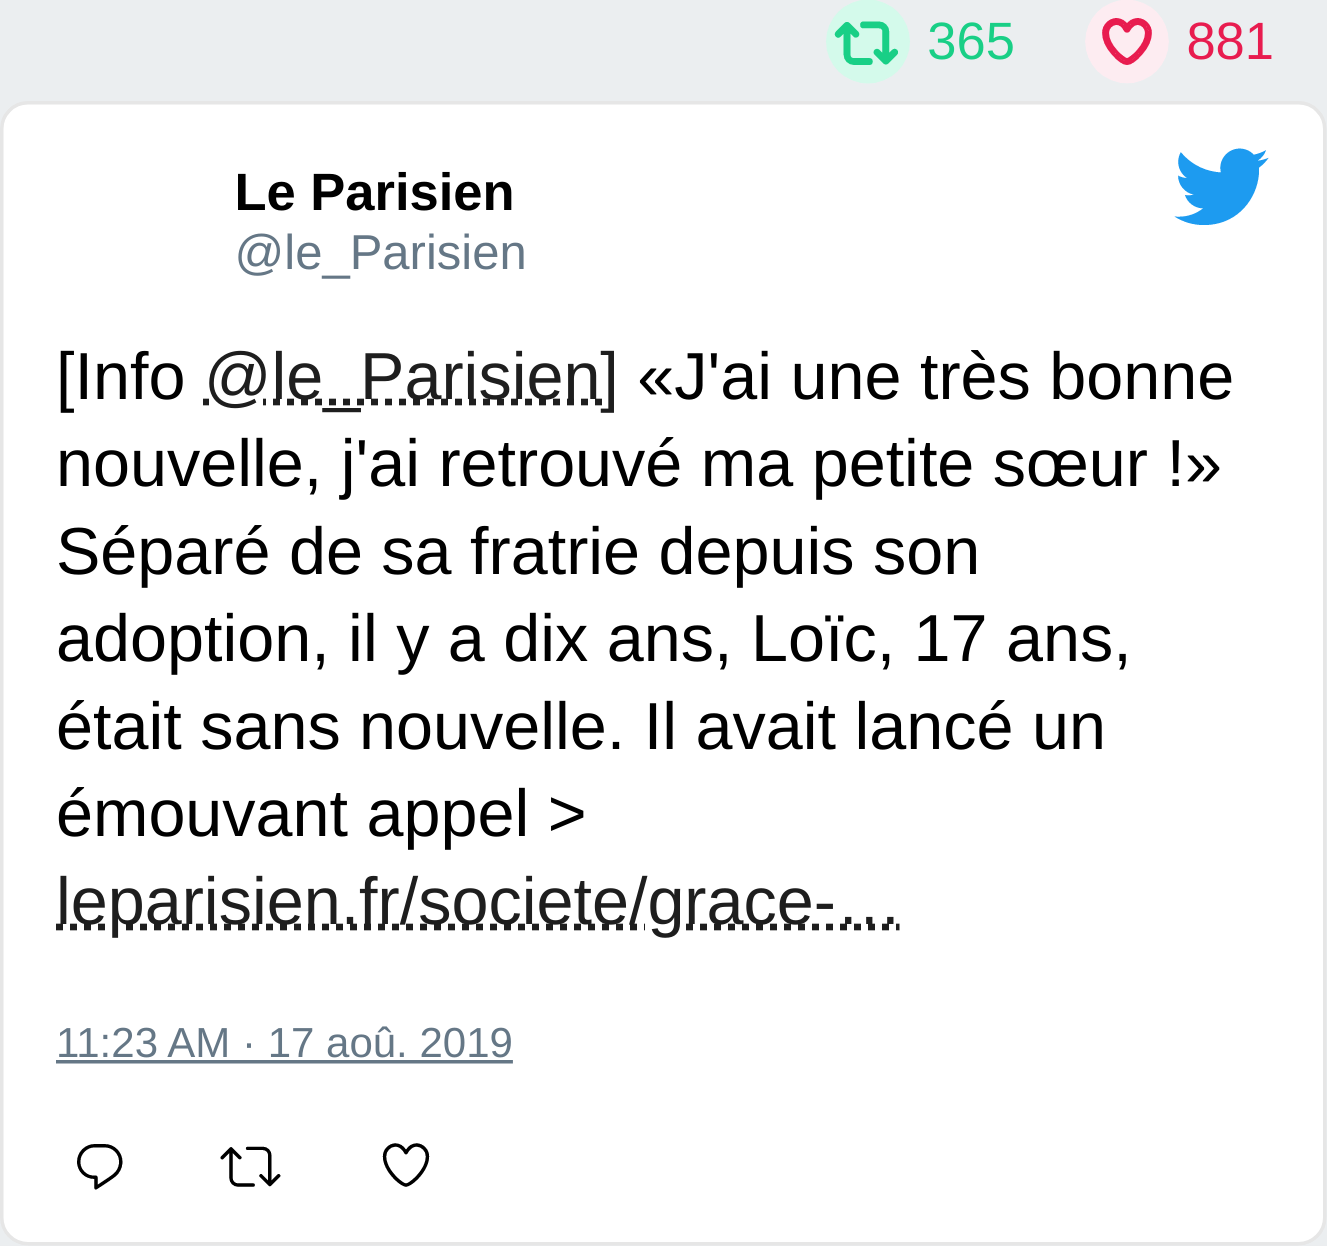 365 881
Le Parisien
@le_Parisien
[Info @le_Parisien] «J'ai une très bonne
nouvelle, j'ai retrouvé ma petite sœur !»
Séparé de sa fratrie depuis son
adoption, il y a dix ans, Loïc, 17 ans,
était sans nouvelle. Il avait lancé un
émouvant appel >
leparisien.fr/societe/grace-…
11:23 AM · 17 aoû. 2019